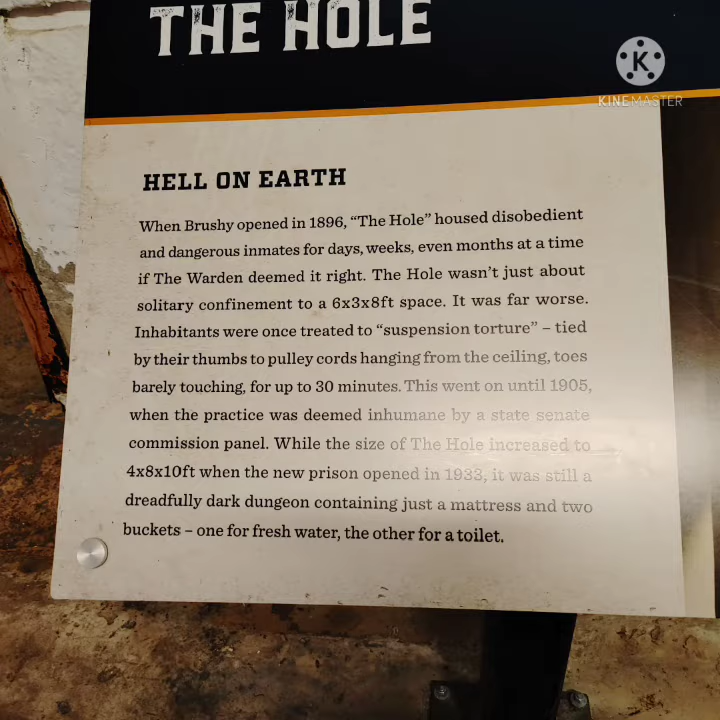 THE HOLE
K
KINEMASTER
HELL ON EARTH
When Brushy opened in 1896, “The Hole” housed disobedient
and dangerous inmates for days, weeks, even months at a time
if The Warden deemed it right. The Hole wasn’t just about
solitary confinement to a 6x3x8ft space. It was far worse.
Inhabitants were once treated to “suspension torture” – tied
by their thumbs to pulley cords hanging from the ceiling, toes
barely touching, for up to 30 minutes. This went on until 1905,
when the practice was deemed inhumane by a state senate
commission panel. While the size of The Hole increased to
4x8x10ft when the new prison opened in 1933, it was still a
dreadfully dark dungeon containing just a mattress and two
buckets – one for fresh water, the other for a toilet.